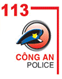 113
CÔNG AN
POLICE